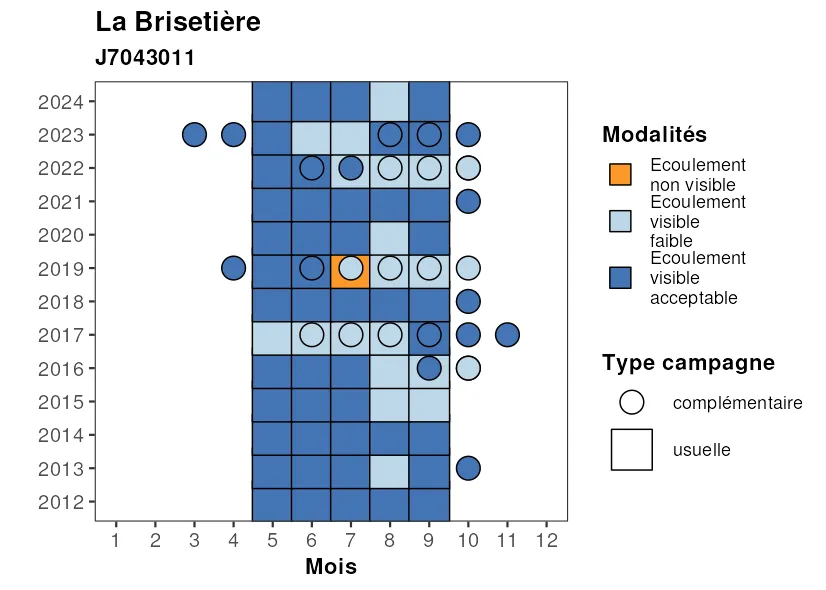 La Brisetière
J7043011
2024
2023
2022
2021
2020
2019
2018
2017
2016
2015
2014
2013
2012
1 2 3 4 5 6 7 8 9 10 11 12
Mois
Modalités
Ecoulement
non visible
Ecoulement
visible
faible
Ecoulement
visible
acceptable
Type campagne
complémentaire
usuelle